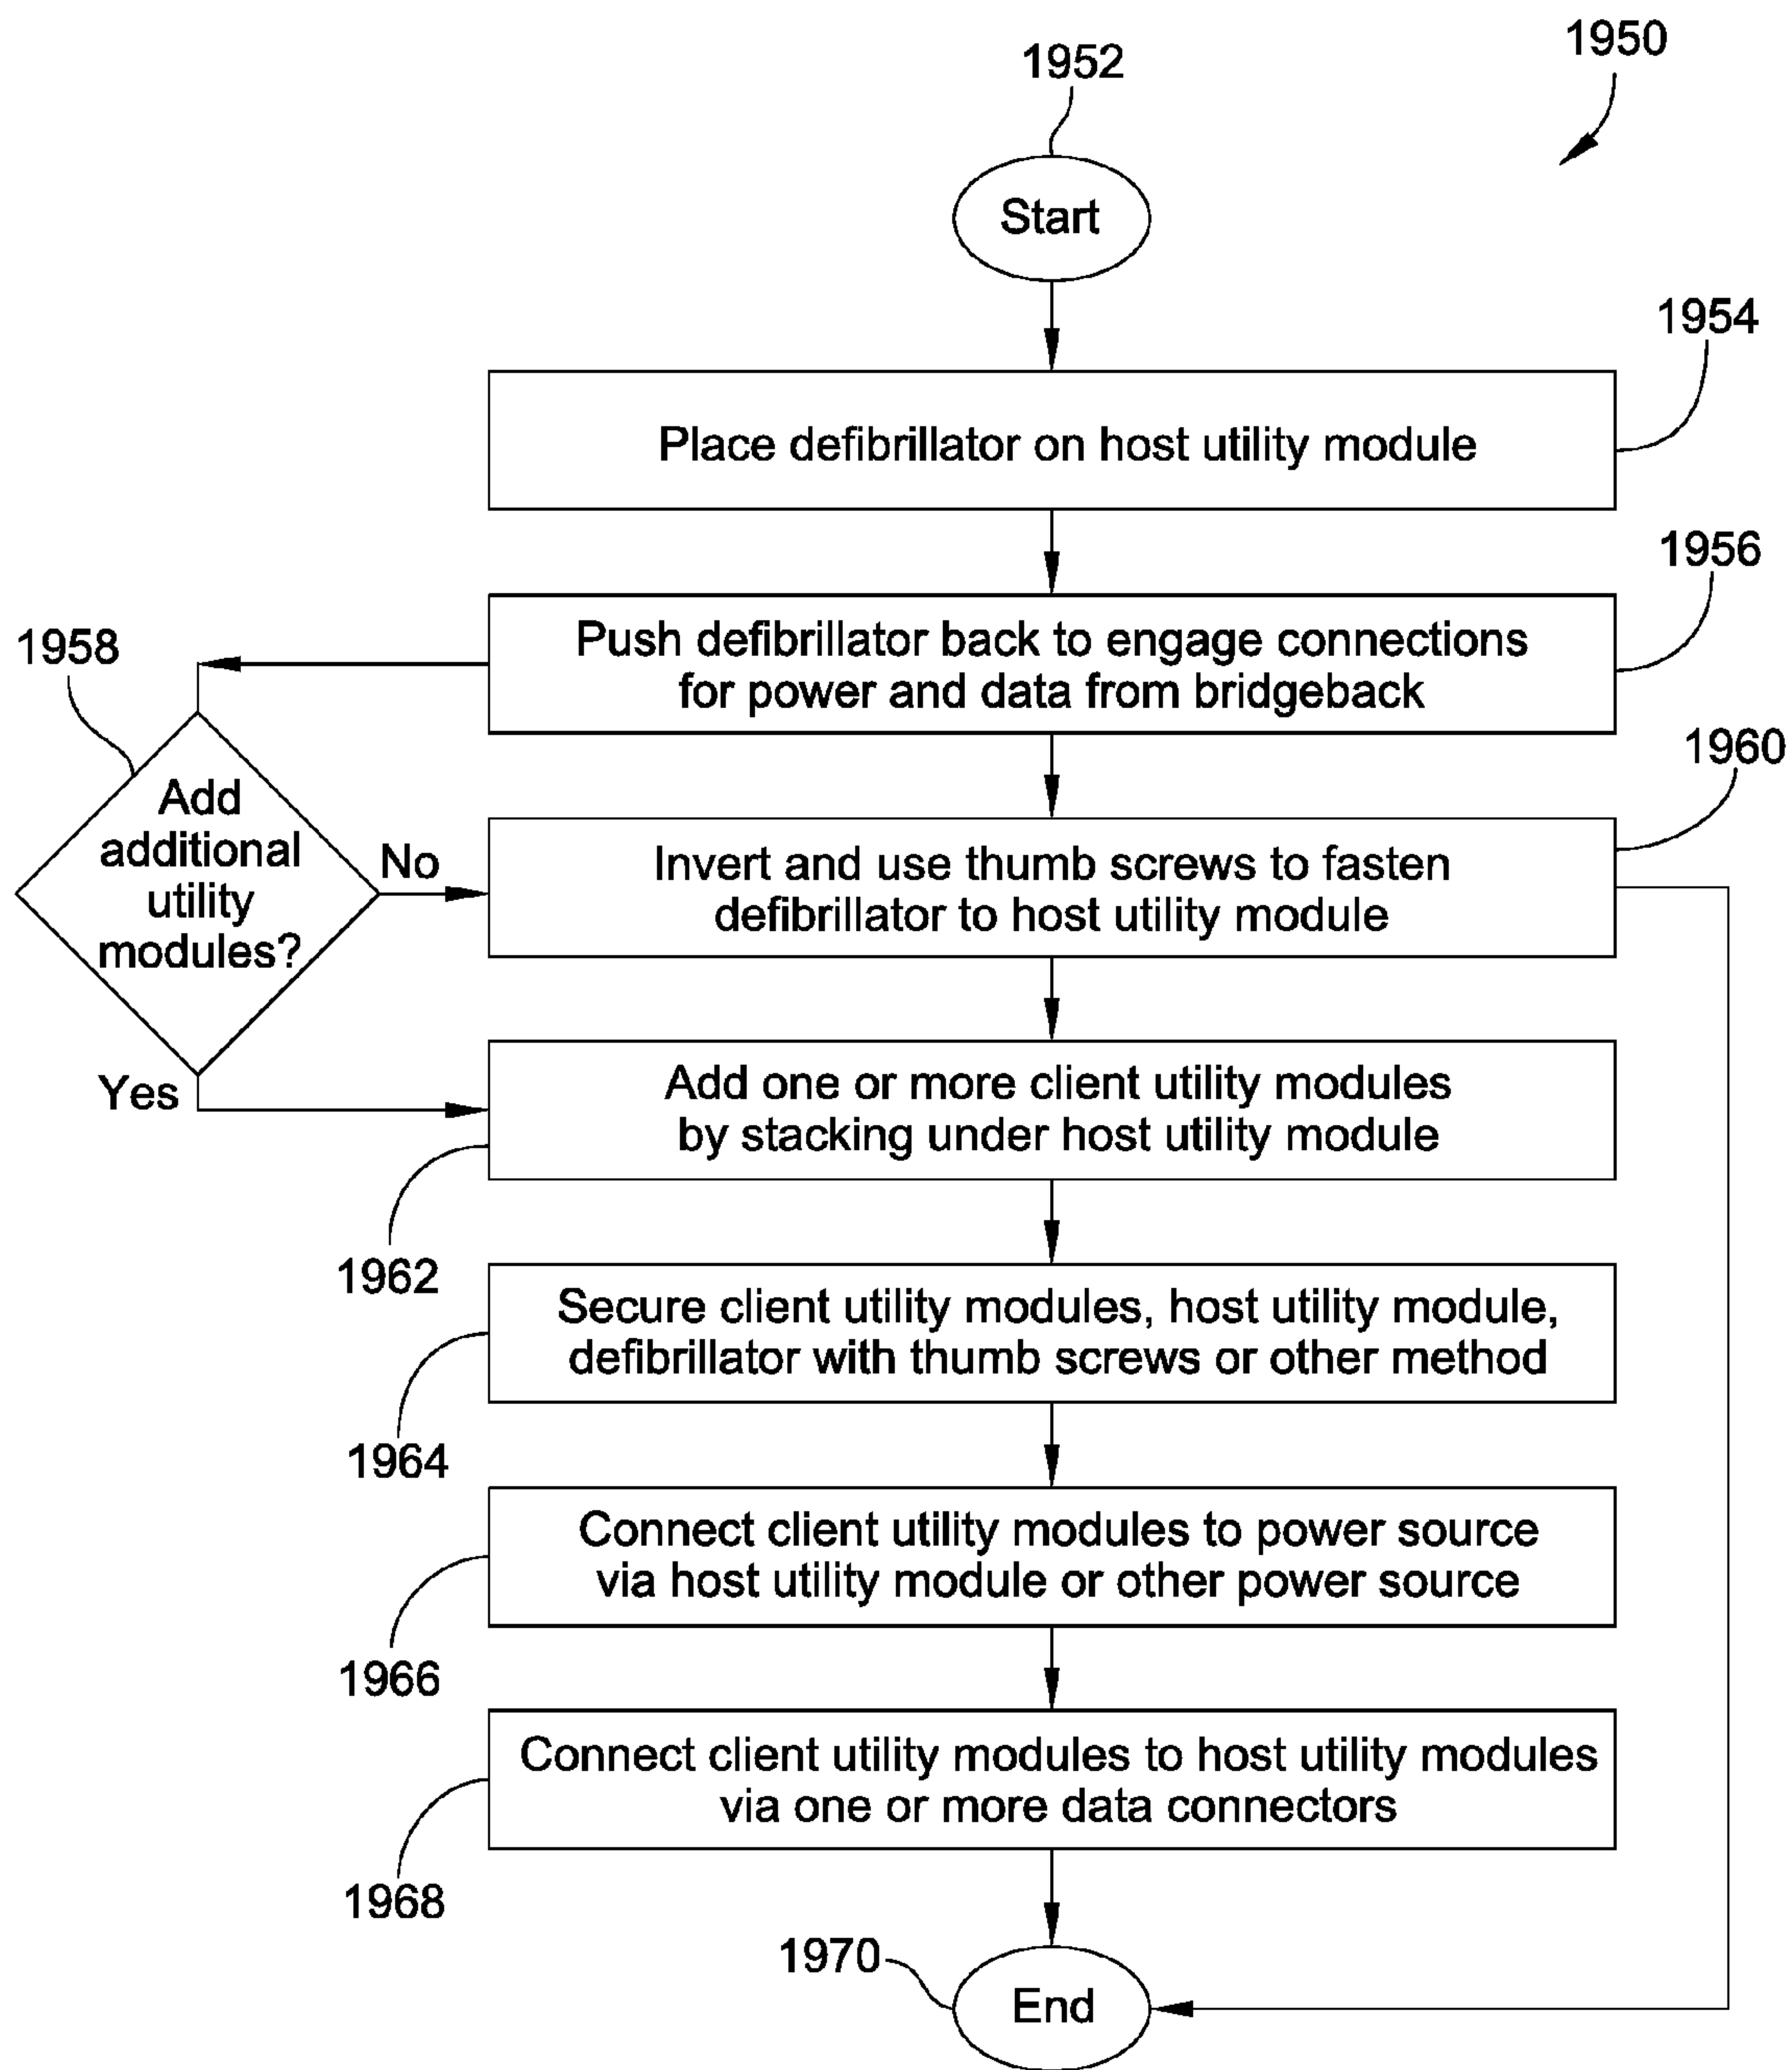 1950
1952
Start
1954
Place defibrillator on host utility module
1956
Push defibrillator back to engage connections
for power and data from bridgeback
1958
Add
additional
utility
modules?
No
Yes
1960
Invert and use thumb screws to fasten
defibrillator to host utility module
Add one or more client utility modules
by stacking under host utility module
1962
Secure client utility modules, host utility module,
defibrillator with thumb screws or other method
1964
Connect client utility modules to power source
via host utility module or other power source
1966
Connect client utility modules to host utility modules
via one or more data connectors
1968
1970
End